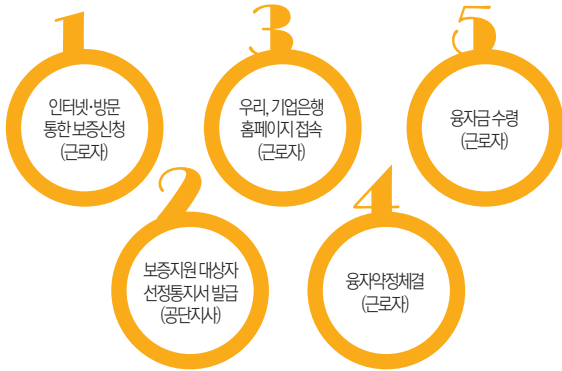 1
인터넷·방문
통한 보증신청
(근로자)
2
보증지원 대상자
선정통지서 발급
(공단지사)
3
우리, 기업은행
홈페이지 접속
(근로자)
4
융자약정체결
(근로자)
5
융자금 수령
(근로자)